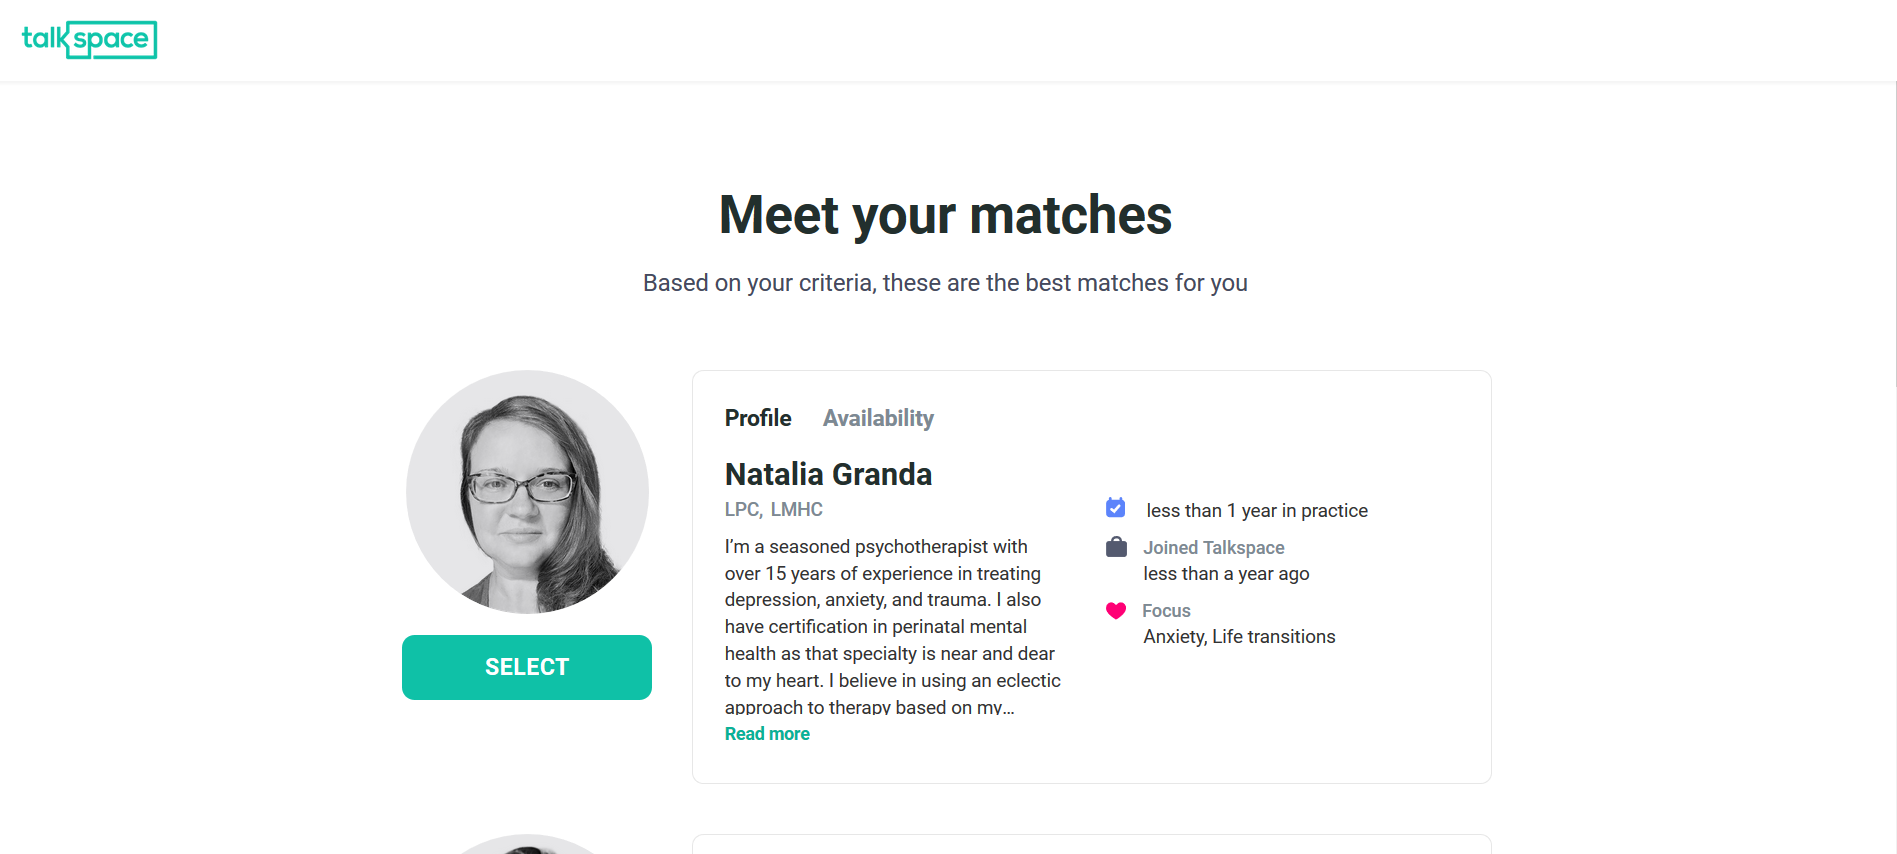 talkspace
Meet your matches
Based on your criteria, these are the best matches for you
Profile Availability
Natalia Granda
LPC, LMHC
I’m a seasoned psychotherapist with
over 15 years of experience in treating
depression, anxiety, and trauma. I also
have certification in perinatal mental
health as that specialty is near and dear
to my heart. I believe in using an eclectic
approach to therapy based on my...
Read more
less than 1 year in practice
Joined Talkspace
less than a year ago
Focus
Anxiety, Life transitions
SELECT